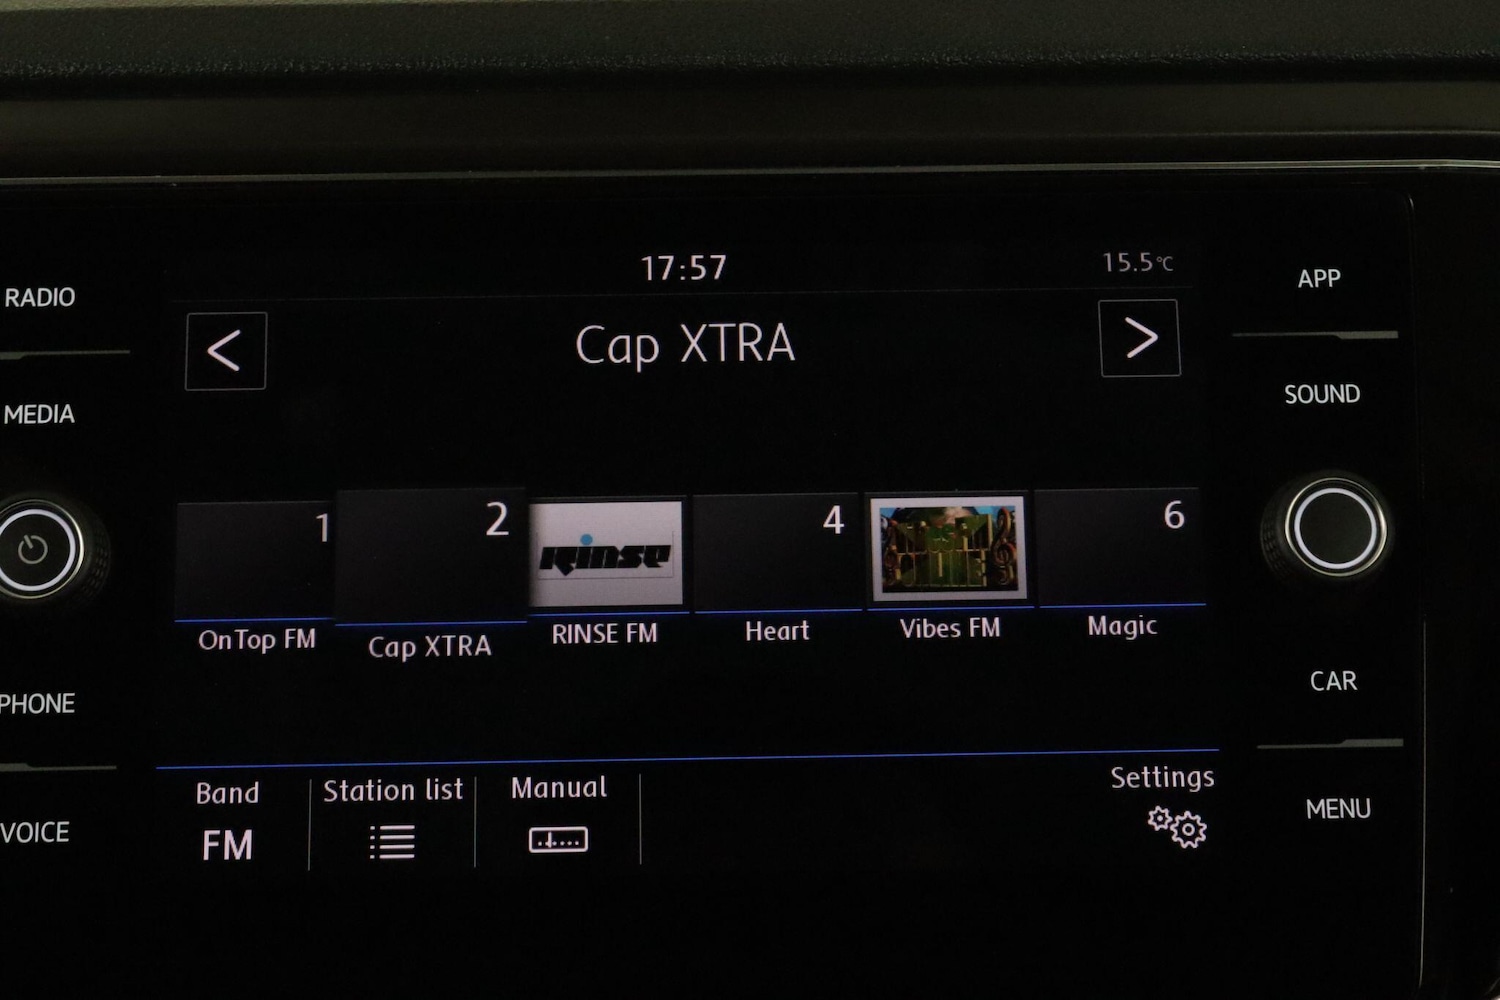 17:57
15.5°C
RADIO
APP
<
Cap XTRA
>
MEDIA
SOUND
1
2
rinse
4
6
OnTop FM
Cap XTRA
RINSE FM
Heart
Vibes FM
Magic
PHONE
CAR
Band
Station list
Manual
Settings
FM
VOICE
MENU